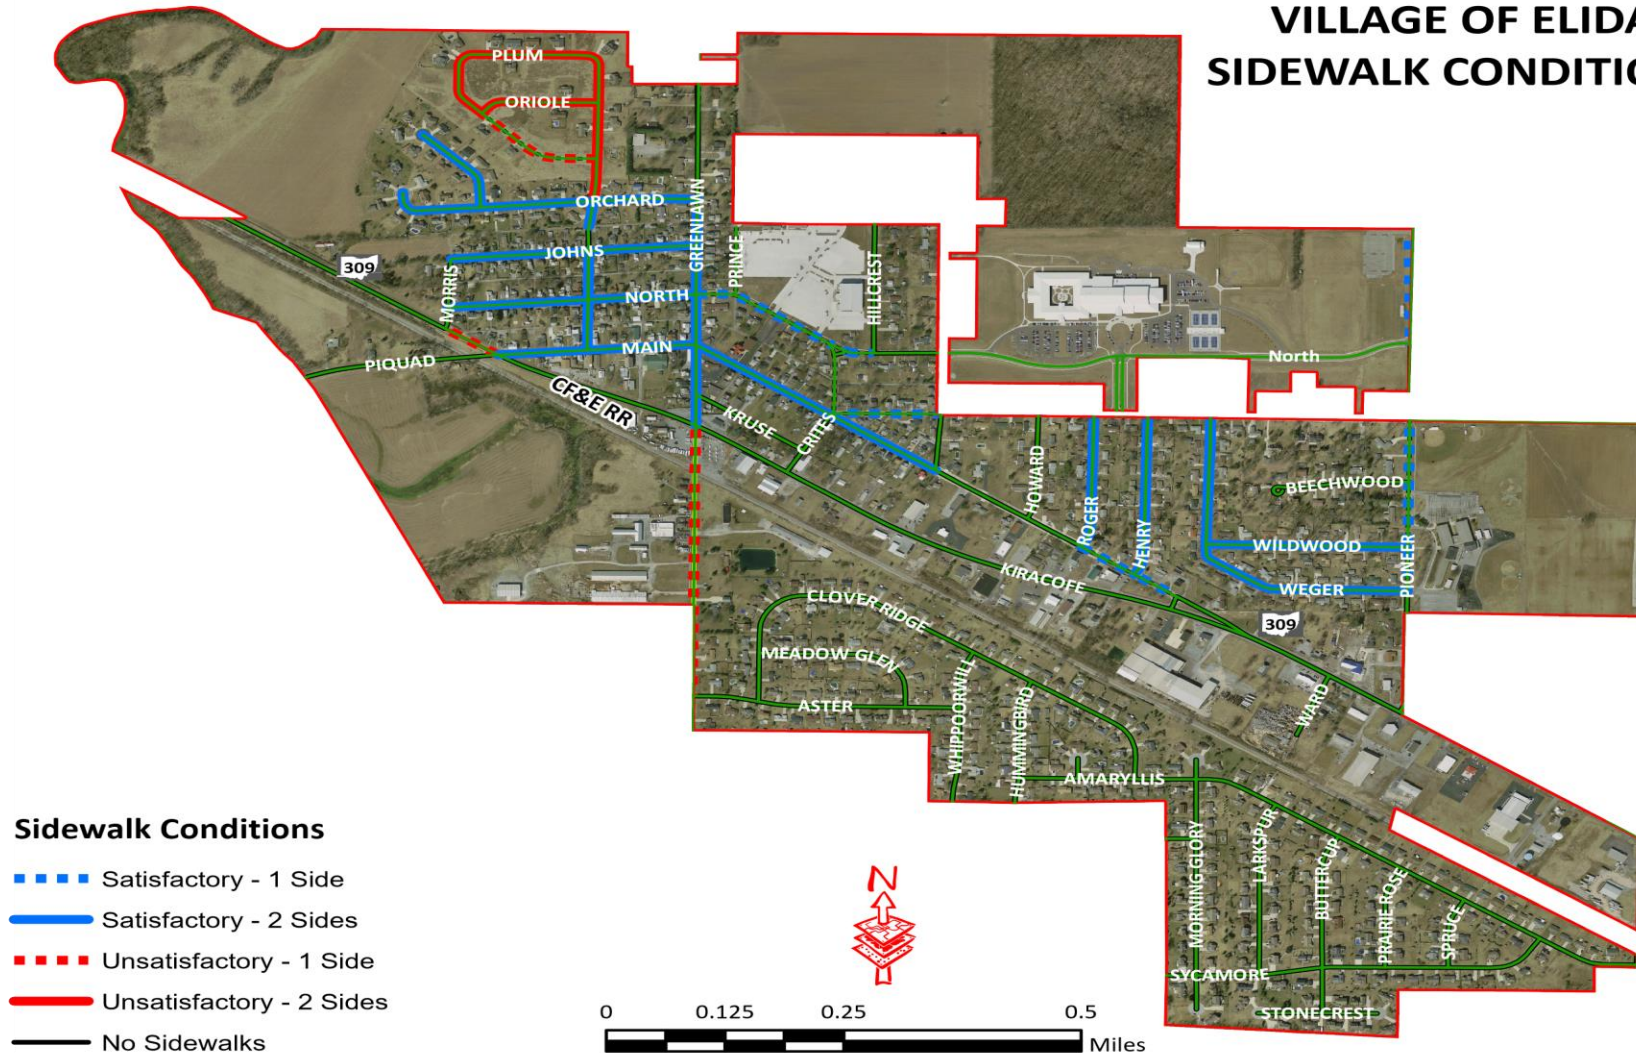 VILLAGE OF ELIDA
SIDEWALK CONDITIO
PLUM
ORIOLE
ORCHARD
JOHNS
309
MORRIS
NORTH
GREENLAWN
PRINCE
HILLCREST
MAIN
PIQUAD
CF&E RR
KRUSE
CRITES
North
HOWARD
ROGER
HENRY
BEECHWOOD
WILDWOOD
WEGER
PIONEER
KIRACOFE
309
CLOVER RIDGE
MEADOW GLEN
ASTER
WHIPPOORWILL
HUMMINGBIRD
WARD
AMARYLLIS
MORNING GLORY
LARKSPUR
BUTTERCUP
PRAIRIE ROSE
SPRUCE
SYCAMORE
STONECREST
Sidewalk Conditions
Satisfactory - 1 Side
Satisfactory - 2 Sides
Unsatisfactory - 1 Side
Unsatisfactory - 2 Sides
No Sidewalks
N
0 0.125 0.25 0.5
Miles